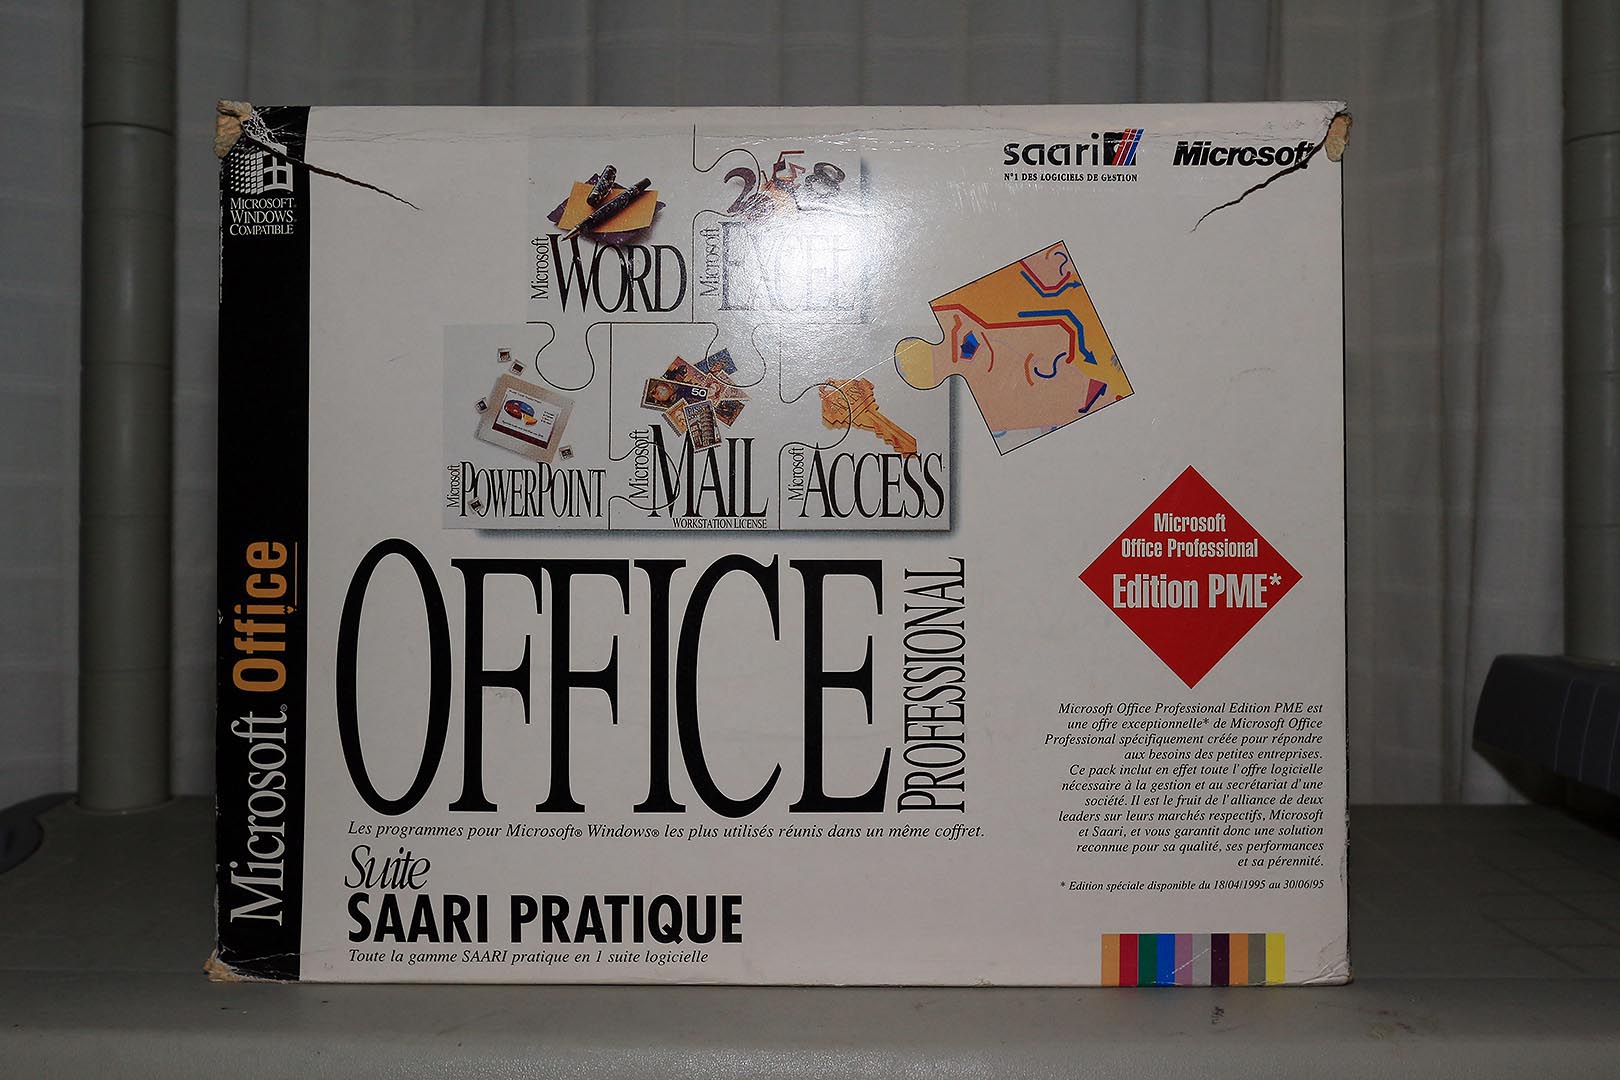 MICROSOFT®
WINDOWS™
COMPATIBLE
Microsoft® Office
saari
N°1 DES LOGICIELS DE GESTION
Microsoft
Microsoft
WORD
Microsoft
EXCEL
Microsoft
POWERPOINT
Microsoft
MAIL
WORKSTATION LICENSE
50
Microsoft
ACCESS
OFFICE
PROFESSIONAL
Les programmes pour Microsoft® Windows® les plus utilisés réunis dans un même coffret.
Suite
SAARI PRATIQUE
Toute la gamme SAARI pratique en 1 suite logicielle
Microsoft
Office Professional
Edition PME*
Microsoft Office Professional Edition PME est
une offre exceptionnelle* de Microsoft Office
Professional spécifiquement créée pour répondre
aux besoins des petites entreprises.
Ce pack inclut en effet toute l'offre logicielle
nécessaire à la gestion et au secrétariat d'une
société. Il est le fruit de l'alliance de deux
leaders sur leurs marchés respectifs, Microsoft
et Saari, et vous garantit donc une solution
reconnue pour sa qualité, ses performances
et sa pérennité.
* Edition spéciale disponible du 18/04/1995 au 30/06/95